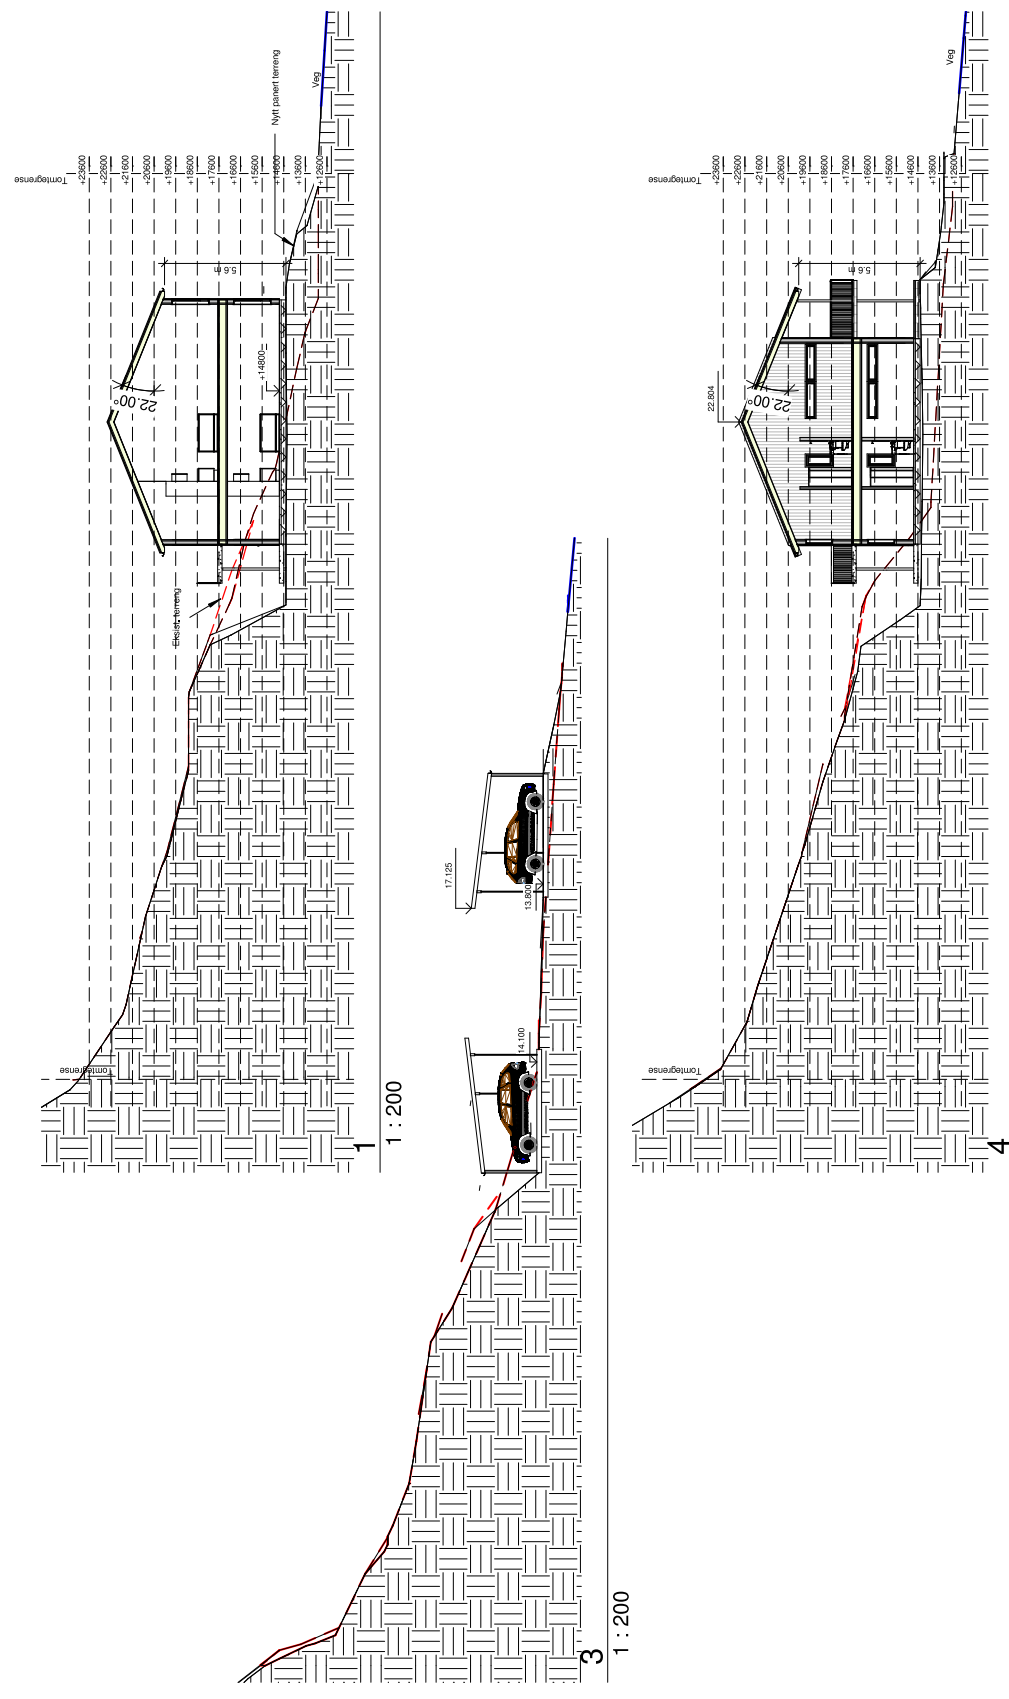 Tomtegrense
+23600
+22600
+21600
+20600
+19600
+18600
+17600
+16600
+15600
+14600
+13600
+12600
Veg
Nytt panert terreng
5.6 m
22.00°
+14800
Eksist. terreng
Tomtegrense
1
1 : 200
17.125
13.800
14.100
3
1 : 200
Tomtegrense
+23600
+22600
+21600
+20600
+19600
+18600
+17600
+16600
+15600
+14600
+13600
+12600
Veg
5.6 m
22.00°
22.804
Tomtegrense
4